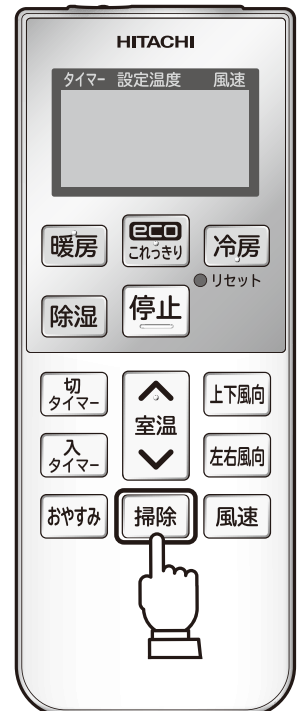 HITACHI
タイマー 設定温度 風速
暖房
eco
これっきり
冷房
リセット
除湿
停止
切
タイマー
室温
上下風向
入
タイマー
左右風向
おやすみ
掃除
風速